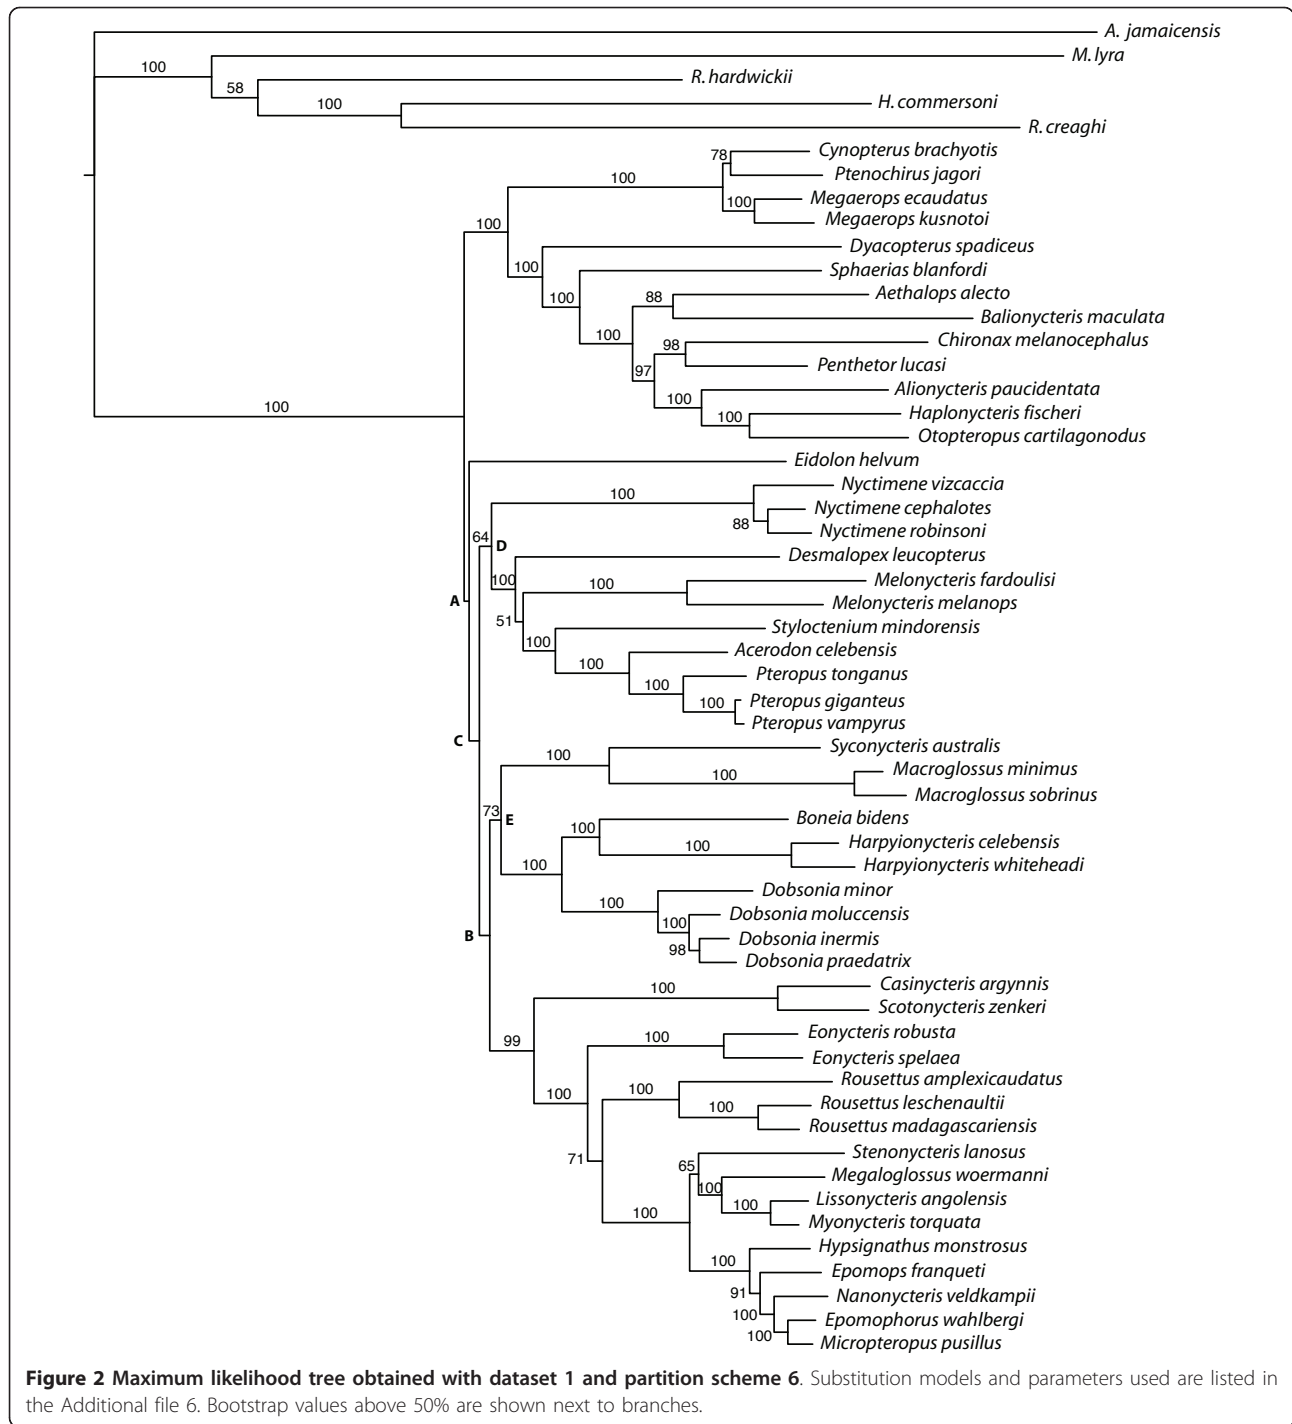 A. jamaicensis
M. lyra
100
R. hardwickii
58
H. commersoni
100
R. creaghi
Cynopterus brachyotis
78
Ptenochirus jagori
100
Megaerops ecaudatus
100
Megaerops kusnotoi
100
Dyacopterus spadiceus
100
Sphaerias blanfordi
100
Aethalops alecto
88
Balionycteris maculata
100
Chironax melanocephalus
98
Penthetor lucasi
97
Alionycteris paucidentata
100
Haplonycteris fischeri
100
Otopteropus cartilagonodus
100
Eidolon helvum
Nyctimene vizcaccia
100
Nyctimene cephalotes
88
Nyctimene robinsoni
64
D
Desmalopex leucopterus
100
Melonycteris fardoulisi
100
Melonycteris melanops
A
51
Styloctenium mindorensis
100
Acerodon celebensis
100
Pteropus tonganus
100
Pteropus giganteus
100
Pteropus vampyrus
C
Syconycteris australis
100
Macroglossus minimus
100
Macroglossus sobrinus
73
E
Boneia bidens
100
Harpyionycteris celebensis
100
Harpyionycteris whiteheadi
100
Dobsonia minor
100
Dobsonia moluccensis
100
Dobsonia inermis
98
Dobsonia praedatrix
B
Casinycteris argynnis
100
Scotonycteris zenkeri
99
Eonycteris robusta
100
Eonycteris spelaea
100
Rousettus amplexicaudatus
100
Rousettus leschenaultii
100
Rousettus madagascariensis
71
Stenonycteris lanosus
65
Megaloglossus woermanni
100
Lissonycteris angolensis
100
Myonycteris torquata
100
Hypsignathus monstrosus
100
Epomops franqueti
91
Nanonycteris veldkampii
100
Epomophorus wahlbergi
100
Micropteropus pusillus
Figure 2 Maximum likelihood tree obtained with dataset 1 and partition scheme 6. Substitution models and parameters used are listed in
the Additional file 6. Bootstrap values above 50% are shown next to branches.